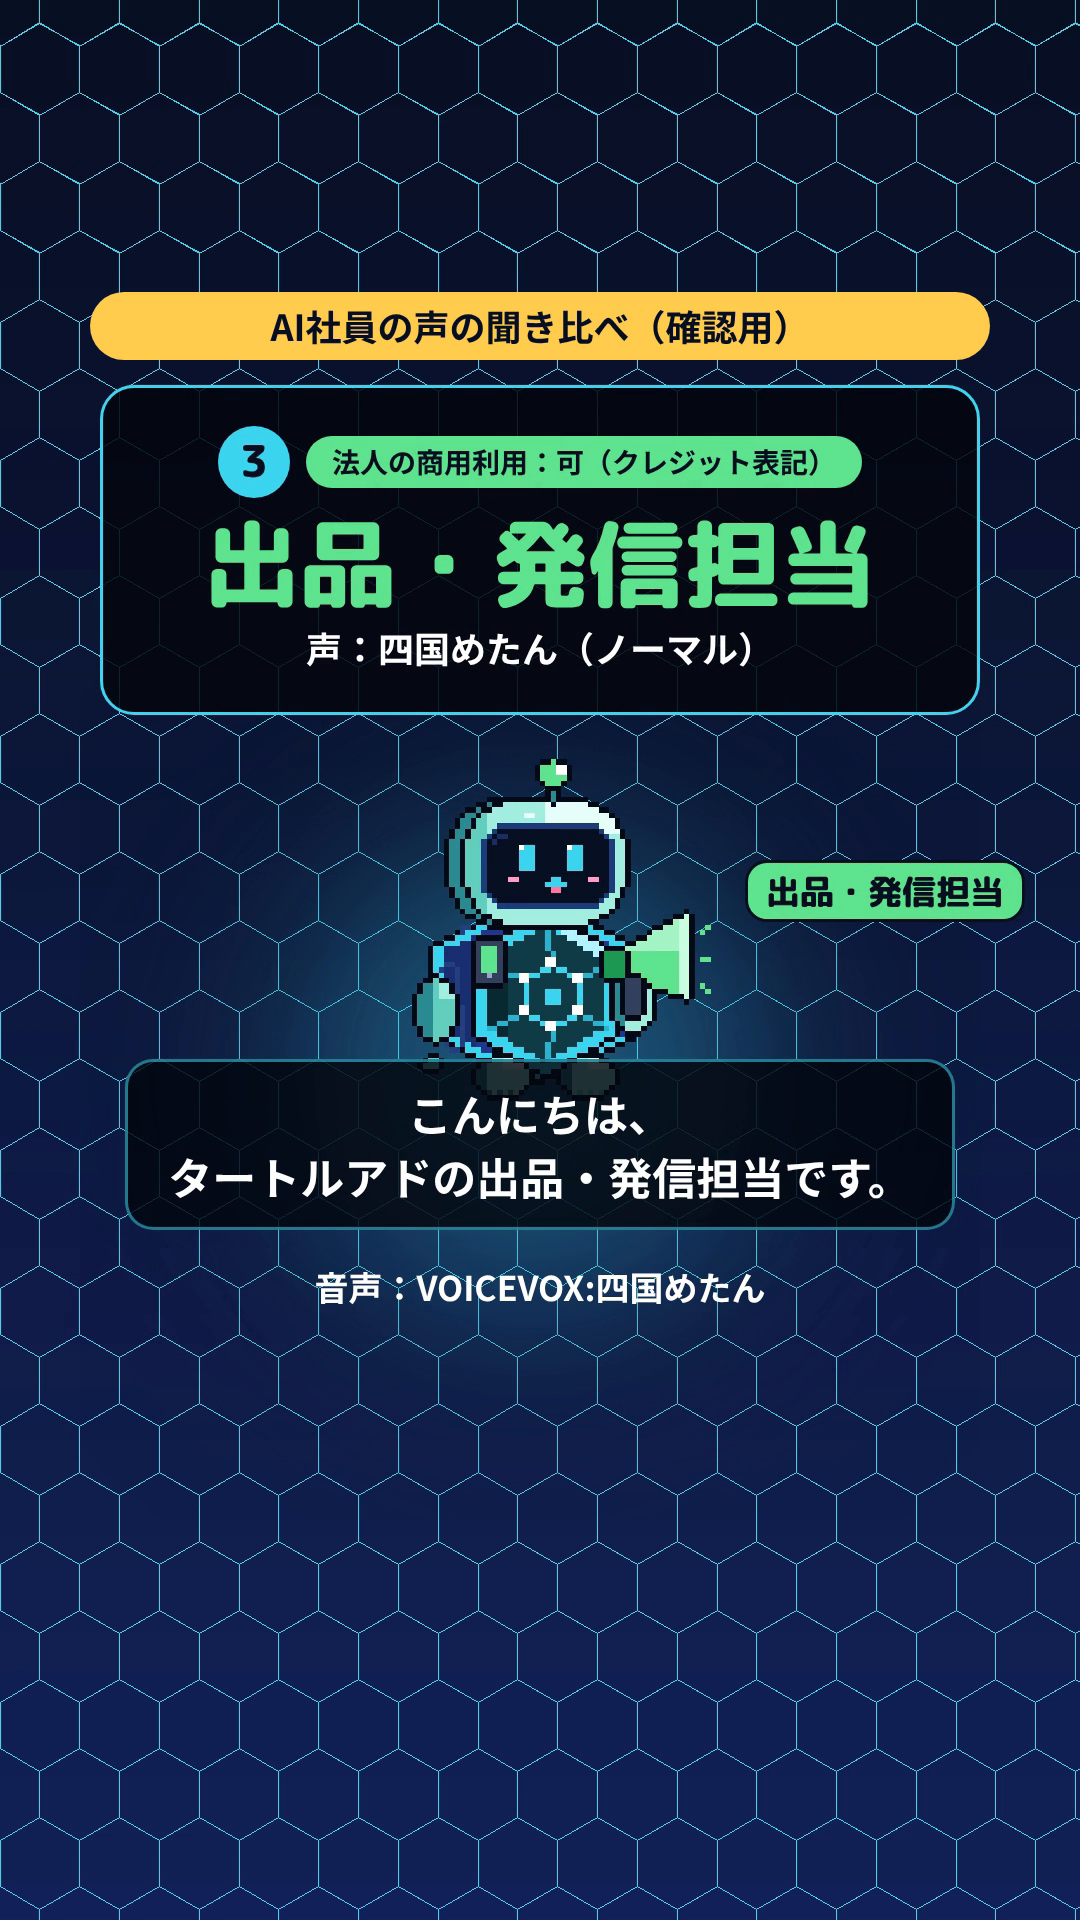 AI社員の声の聞き比べ（確認用）
3
法人の商用利用：可（クレジット表記）
出品・発信担当
声：四国めたん（ノーマル）
出品・発信担当
こんにちは、
タートルアドの出品・発信担当です。
音声：VOICEVOX:四国めたん